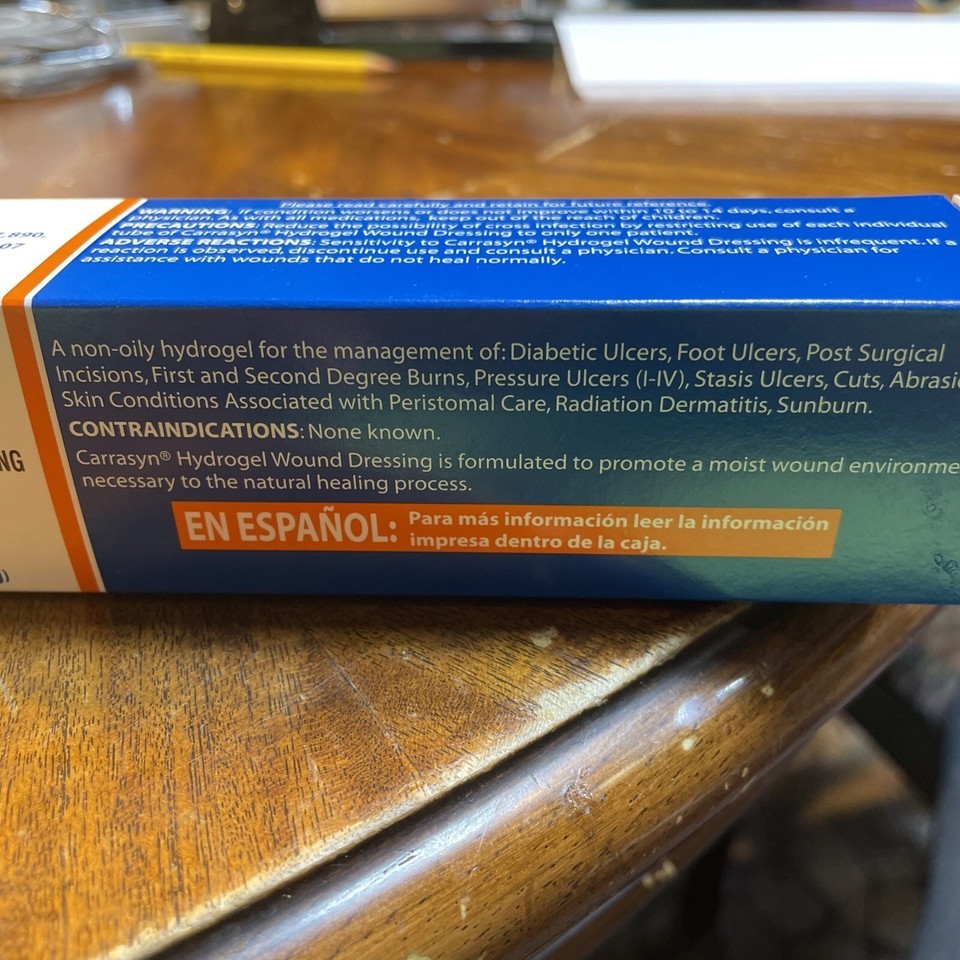 890,
07
NG
Please read carefully and retain for future reference.
WARNING. If condition worsens or does not improve within 10 to 14 days, consult a
physician. As with all medications, keep out of the reach of children.
PRECAUTIONS: Reduce the possibility of cross infection by restricting use of each individual
tube of Carrasyn® Hydrogel Wound Dressing to only one patient.
ADVERSE REACTIONS: Sensitivity to Carrasyn® Hydrogel Wound Dressing is infrequent. If a
reaction is observed, discontinue use and consult a physician. Consult a physician for
assistance with wounds that do not heal normally.
A non-oily hydrogel for the management of: Diabetic Ulcers, Foot Ulcers, Post Surgical
Incisions, First and Second Degree Burns, Pressure Ulcers (I-IV), Stasis Ulcers, Cuts, Abrasio
Skin Conditions Associated with Peristomal Care, Radiation Dermatitis, Sunburn.
CONTRAINDICATIONS: None known.
Carrasyn® Hydrogel Wound Dressing is formulated to promote a moist wound environme
necessary to the natural healing process.
EN ESPAÑOL: Para más información leer la información
impresa dentro de la caja.